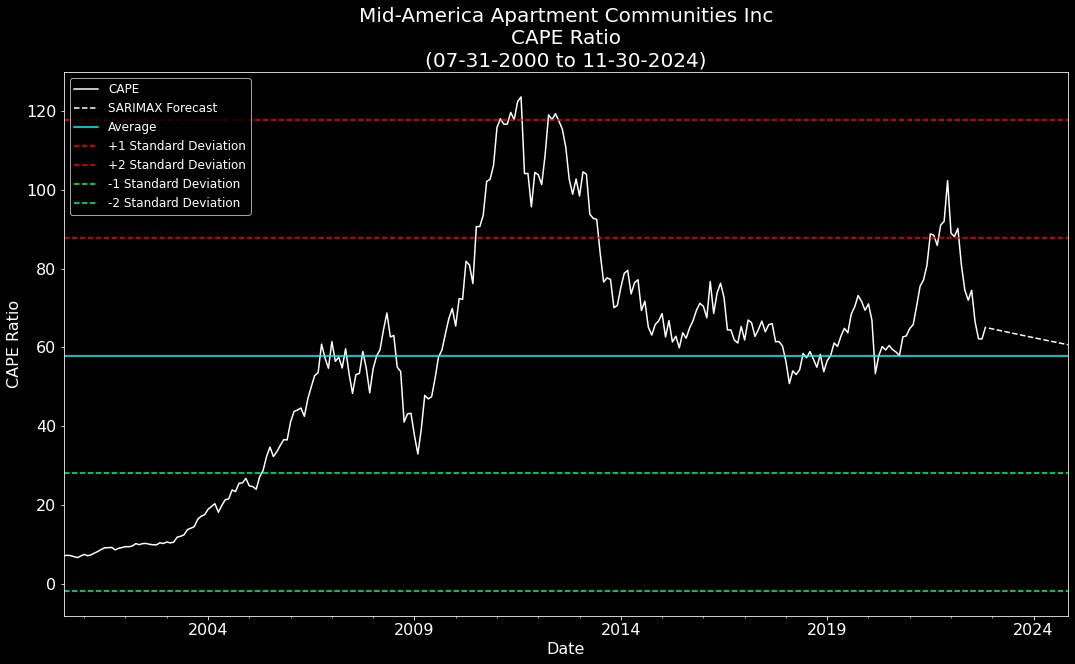 Mid-America Apartment Communities Inc
CAPE Ratio
(07-31-2000 to 11-30-2024)
CAPE
SARIMAX Forecast
Average
+1 Standard Deviation
+2 Standard Deviation
-1 Standard Deviation
-2 Standard Deviation
CAPE Ratio
120
100
80
60
40
20
0
2004
2009
2014
2019
2024
Date